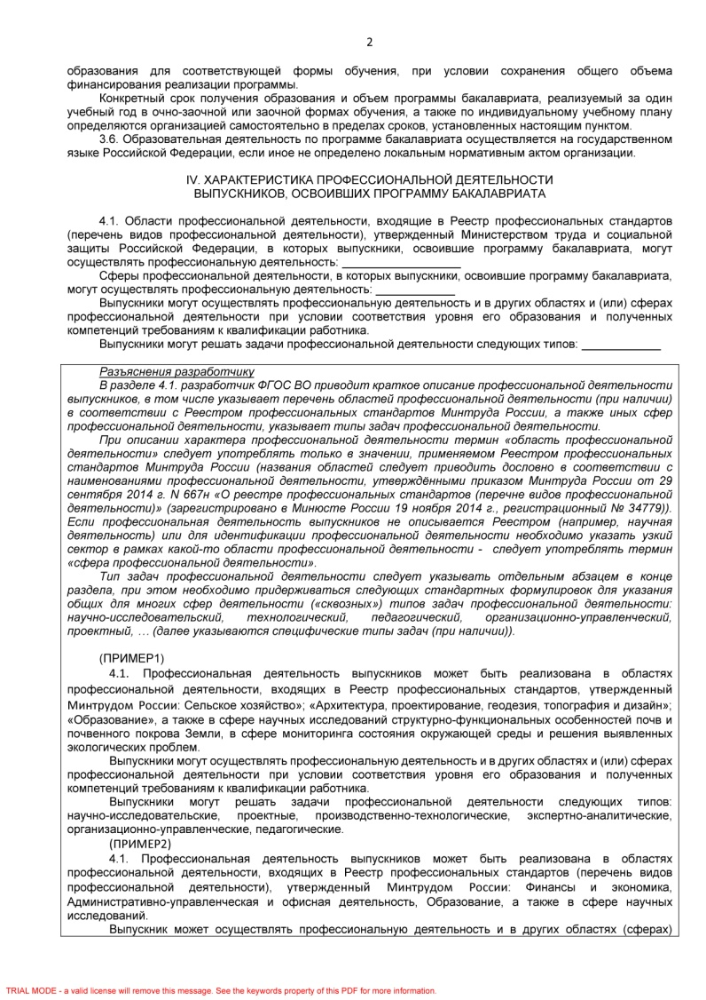 2
образования для соответствующей формы обучения, при условии сохранения общего объема
финансирования реализации программы.
Конкретный срок получения образования и объем программы бакалавриата, реализуемый за один
учебный год в очно-заочной или заочной формах обучения, а также по индивидуальному учебному плану
определяются организацией самостоятельно в пределах сроков, установленных настоящим пунктом.
3.6. Образовательная деятельность по программе бакалавриата осуществляется на государственном
языке Российской Федерации, если иное не определено локальным нормативным актом организации.
IV. ХАРАКТЕРИСТИКА ПРОФЕССИОНАЛЬНОЙ ДЕЯТЕЛЬНОСТИ
ВЫПУСКНИКОВ, ОСВОИВШИХ ПРОГРАММУ БАКАЛАВРИАТА
4.1. Области профессиональной деятельности, входящие в Реестр профессиональных стандартов
(перечень видов профессиональной деятельности), утвержденный Министерством труда и социальной
защиты Российской Федерации, в которых выпускники, освоившие программу бакалавриата, могут
осуществлять профессиональную деятельность: __________________
Сферы профессиональной деятельности, в которых выпускники, освоившие программу бакалавриата,
могут осуществлять профессиональную деятельность: ____________
Выпускники могут осуществлять профессиональную деятельность и в других областях и (или) сферах
профессиональной деятельности при условии соответствия уровня его образования и полученных
компетенций требованиям к квалификации работника.
Выпускники могут решать задачи профессиональной деятельности следующих типов: ____________
Разъяснения разработчику
В разделе 4.1. разработчик ФГОС ВО приводит краткое описание профессиональной деятельности
выпускников, в том числе указывает перечень областей профессиональной деятельности (при наличии)
в соответствии с Реестром профессиональных стандартов Минтруда России, а также иных сфер
профессиональной деятельности, указывает типы задач профессиональной деятельности.
При описании характера профессиональной деятельности термин «область профессиональной
деятельности» следует употреблять только в значении, применяемом Реестром профессиональных
стандартов Минтруда России (названия областей следует приводить дословно в соответствии с
наименованиями профессиональной деятельности, утверждёнными приказом Минтруда России от 29
сентября 2014 г. N 667н «О реестре профессиональных стандартов (перечне видов профессиональной
деятельности)» (зарегистрировано в Минюсте России 19 ноября 2014 г., регистрационный № 34779)).
Если профессиональная деятельность выпускников не описывается Реестром (например, научная
деятельность) или для идентификации профессиональной деятельности необходимо указать узкий
сектор в рамках какой-то области профессиональной деятельности - следует употреблять термин
«сфера профессиональной деятельности».
Тип задач профессиональной деятельности следует указывать отдельным абзацем в конце
раздела, при этом необходимо придерживаться следующих стандартных формулировок для указания
общих для многих сфер деятельности («сквозных») типов задач профессиональной деятельности:
научно-исследовательский, технологический, педагогический, организационно-управленческий,
проектный, … (далее указываются специфические типы задач (при наличии)).
(ПРИМЕР1)
4.1. Профессиональная деятельность выпускников может быть реализована в областях
профессиональной деятельности, входящих в Реестр профессиональных стандартов, утвержденный
Минтрудом России: Сельское хозяйство»; «Архитектура, проектирование, геодезия, топография и дизайн»;
«Образование», а также в сфере научных исследований структурно-функциональных особенностей почв и
почвенного покрова Земли, в сфере мониторинга состояния окружающей среды и решения выявленных
экологических проблем.
Выпускники могут осуществлять профессиональную деятельность и в других областях и (или) сферах
профессиональной деятельности при условии соответствия уровня его образования и полученных
компетенций требованиям к квалификации работника.
Выпускники могут решать задачи профессиональной деятельности следующих типов:
научно-исследовательские, проектные, производственно-технологические, экспертно-аналитические,
организационно-управленческие, педагогические.
(ПРИМЕР2)
4.1. Профессиональная деятельность выпускников может быть реализована в областях
профессиональной деятельности, входящих в Реестр профессиональных стандартов (перечень видов
профессиональной деятельности), утвержденный Минтрудом России: Финансы и экономика,
Административно-управленческая и офисная деятельность, Образование, а также в сфере научных
исследований.
Выпускник может осуществлять профессиональную деятельность и в других областях (сферах)
TRIAL MODE - a valid license will remove this message. See the keywords property of this PDF for more information.